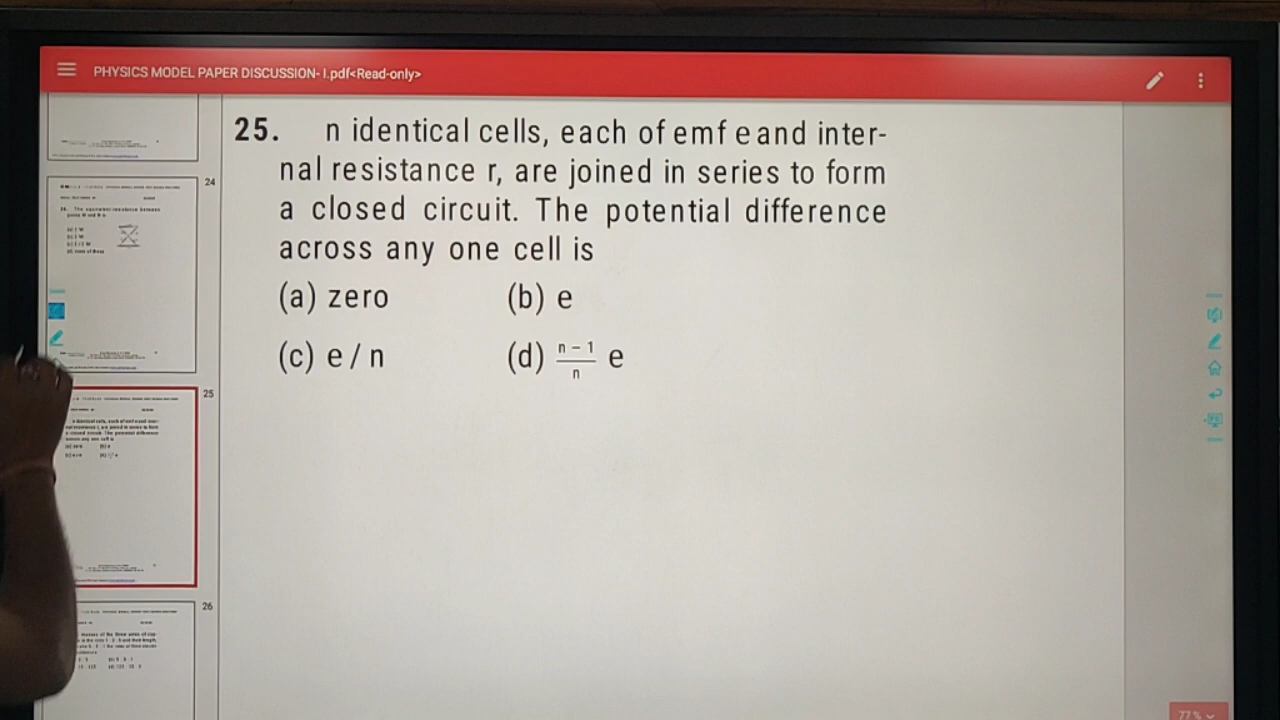 PHYSICS MODEL PAPER DISCUSSION- I.pdf<Read-only>
25. n identical cells, each of emf e and inter-
nal resistance r, are joined in series to form
a closed circuit. The potential difference
across any one cell is
(a) zero (b) e
(c) e / n (d) n - 1 / n e
24
25
26
77%